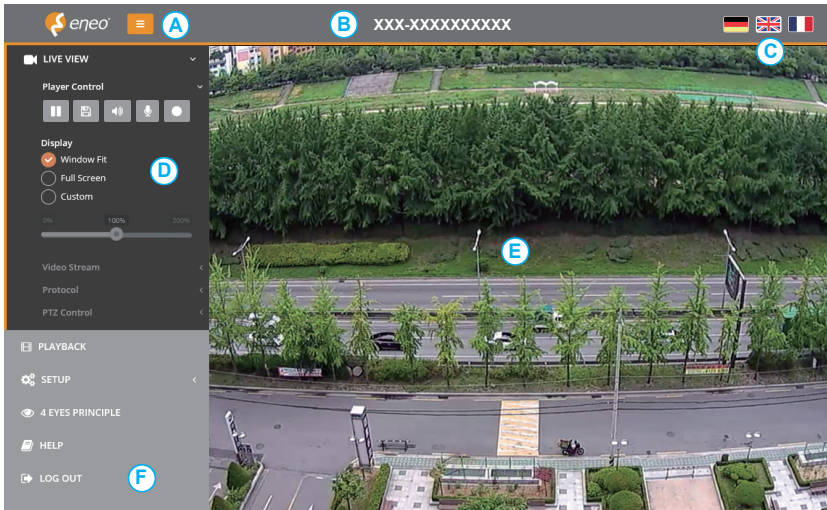 eneo®
A
B
XXX-XXXXXXXXXX
C
LIVE VIEW
Player Control
Display
Window Fit
Full Screen
Custom
D
0% 100% 200%
E
Video Stream
Protocol
PTZ Control
PLAYBACK
SETUP
4 EYES PRINCIPLE
HELP
LOG OUT
F